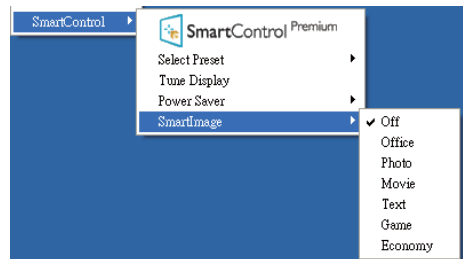 SmartControl
SmartControl Premium
Select Preset
Tune Display
Power Saver
SmartImage
Off
Office
Photo
Movie
Text
Game
Economy